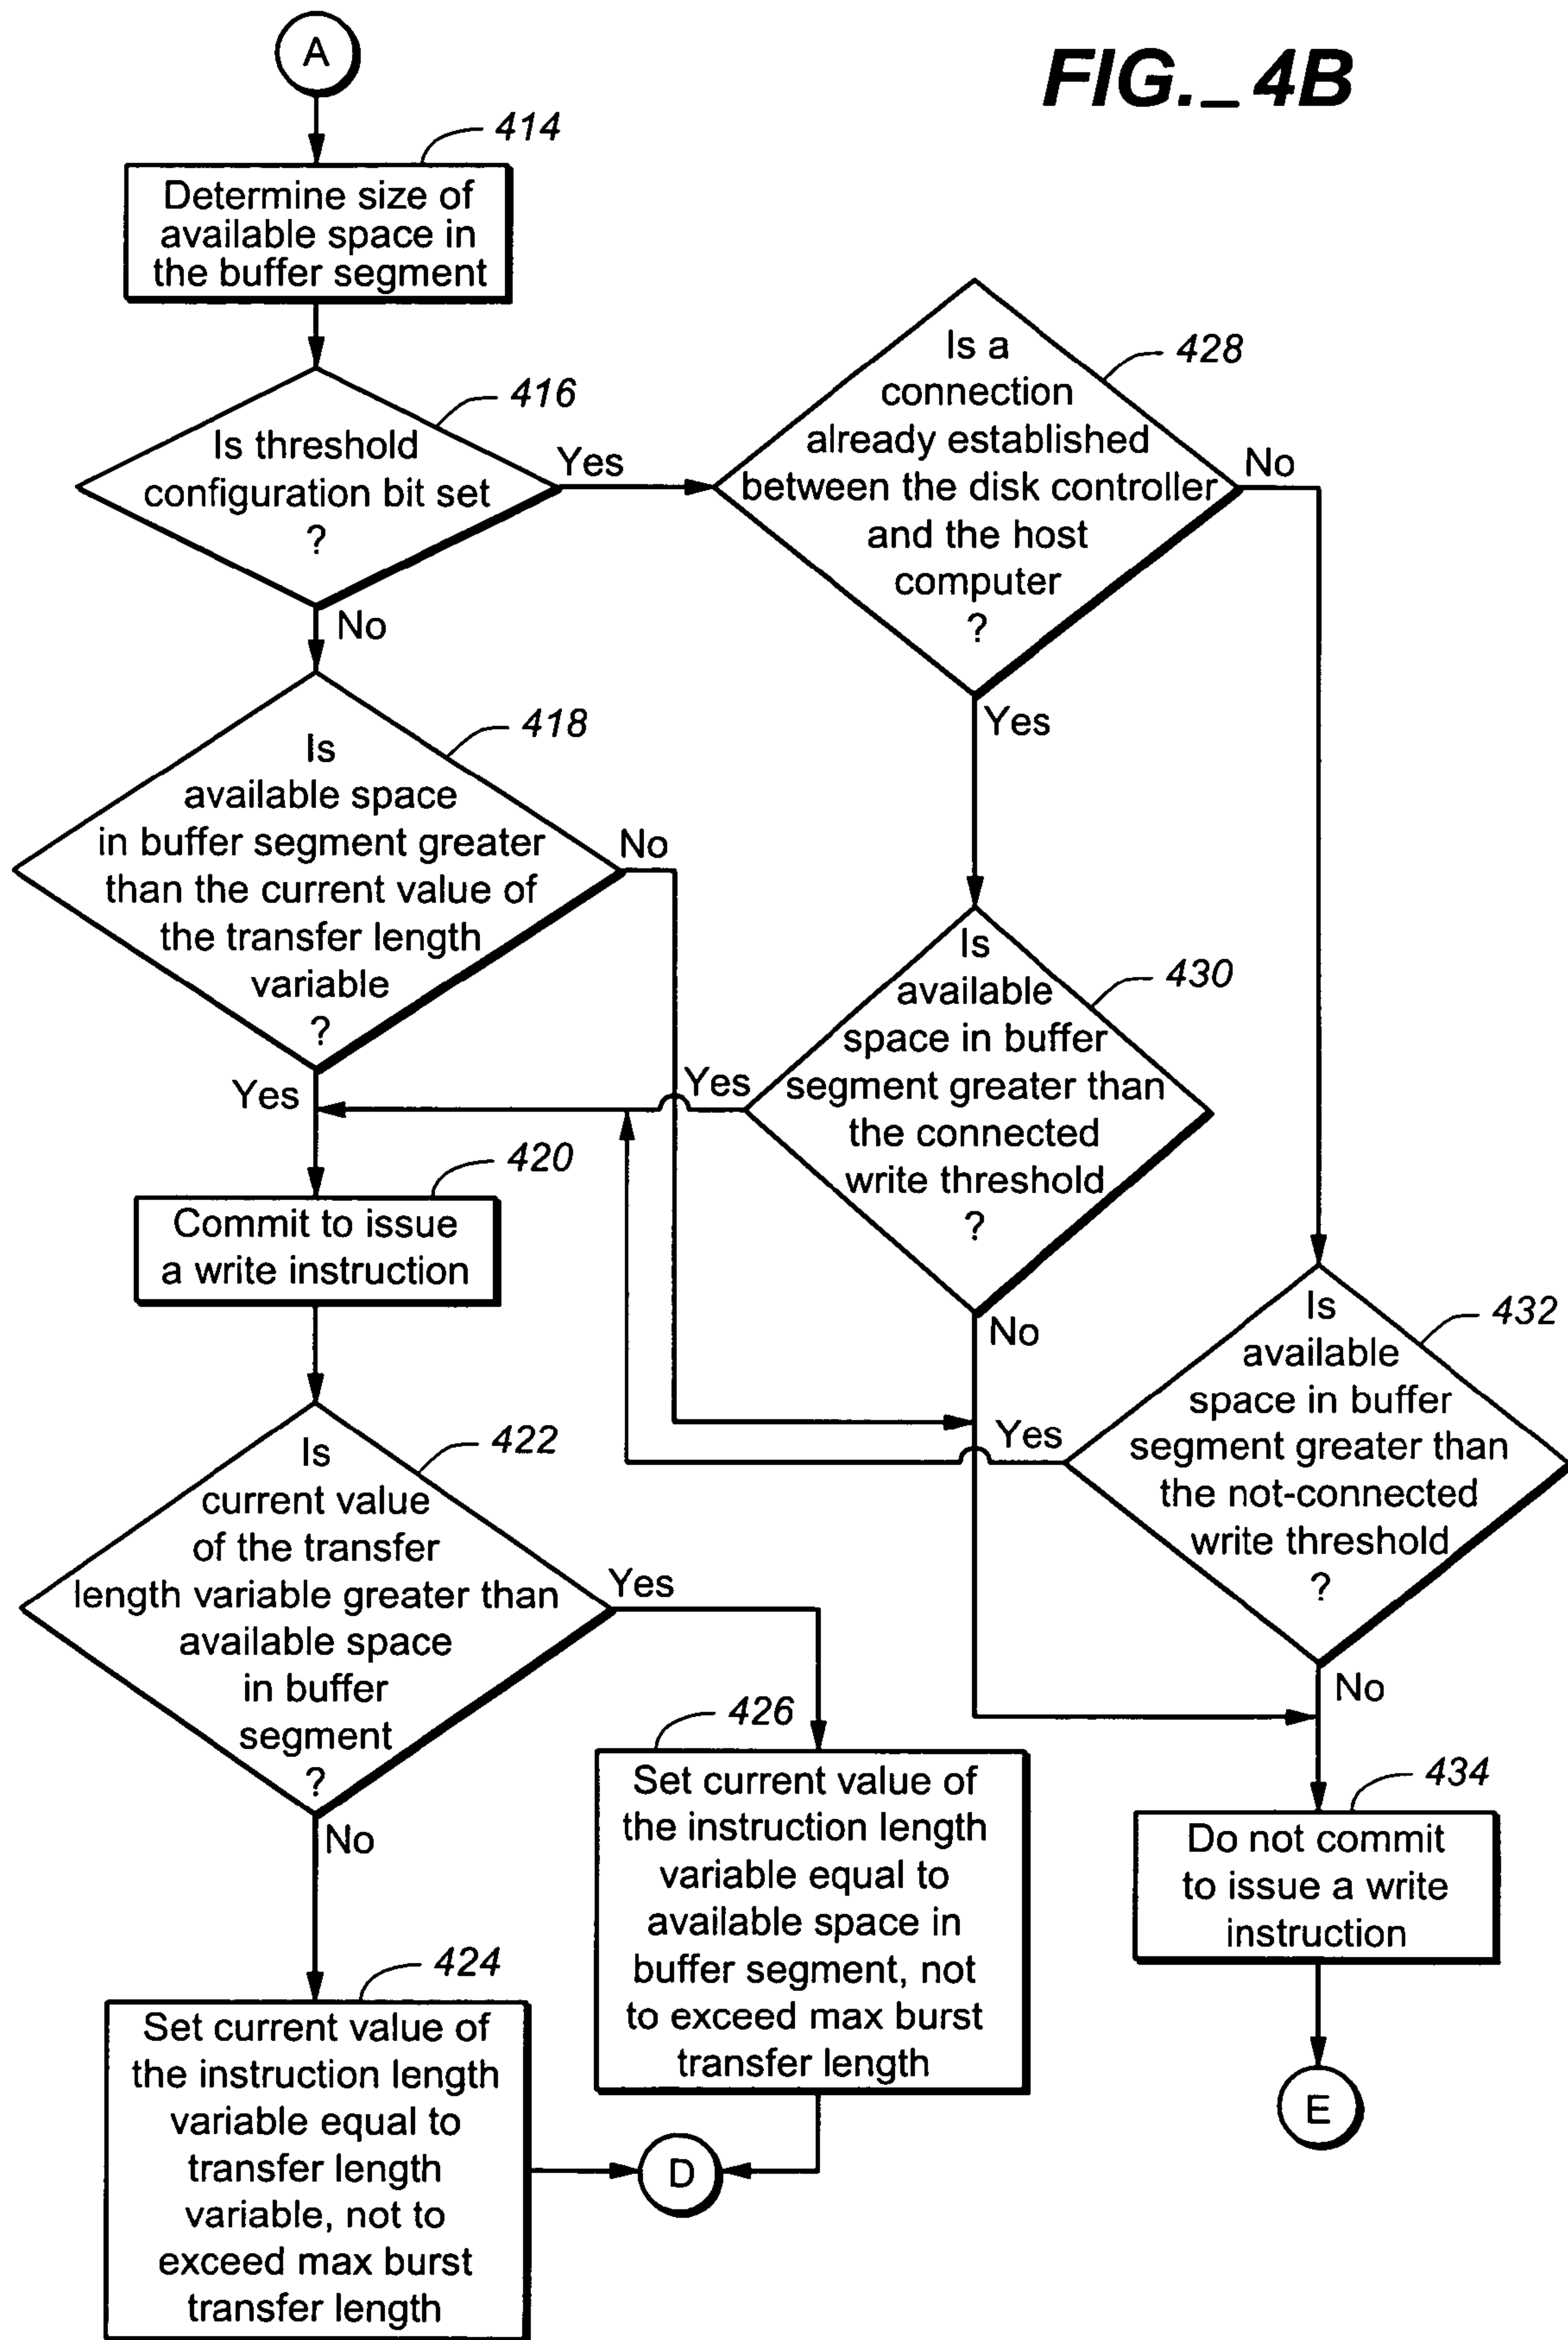 FIG._4B
A
414
Determine size of
available space in
the buffer segment
416
Is threshold
configuration bit set
?
Yes
No
428
Is a
connection
already established
between the disk controller
and the host
computer
?
No
Yes
418
Is
available space
in buffer segment greater
than the current value of
the transfer length
variable
?
No
Yes
430
Is
available
space in buffer
segment greater than
the connected
write threshold
?
Yes
No
420
Commit to issue
a write instruction
432
Is
available
space in buffer
segment greater than
the not-connected
write threshold
?
Yes
No
422
Is
current value
of the transfer
length variable greater than
available space
in buffer
segment
?
Yes
No
426
Set current value of
the instruction length
variable equal to
available space in
buffer segment, not
to exceed max burst
transfer length
434
Do not commit
to issue a write
instruction
424
Set current value of
the instruction length
variable equal to
transfer length
variable, not to
exceed max burst
transfer length
D
E